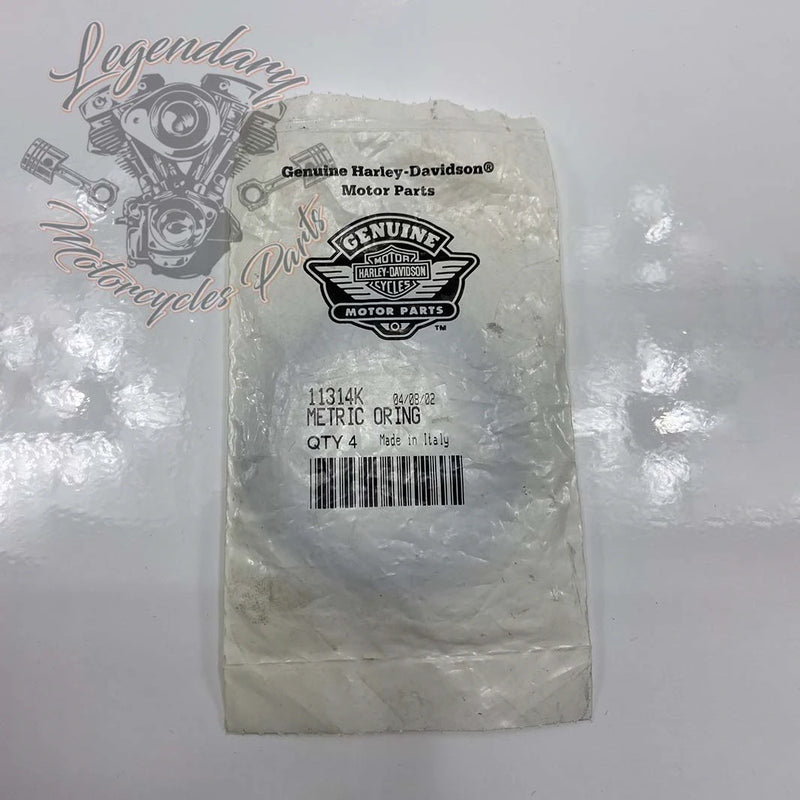 Legendary
Motorcycles Parts
Genuine Harley-Davidson®
Motor Parts
GENUINE
MOTOR
HARLEY-DAVIDSON
CYCLES
MOTOR PARTS
TM
11314K 04/08/02
METRIC ORING
QTY 4 Made in Italy